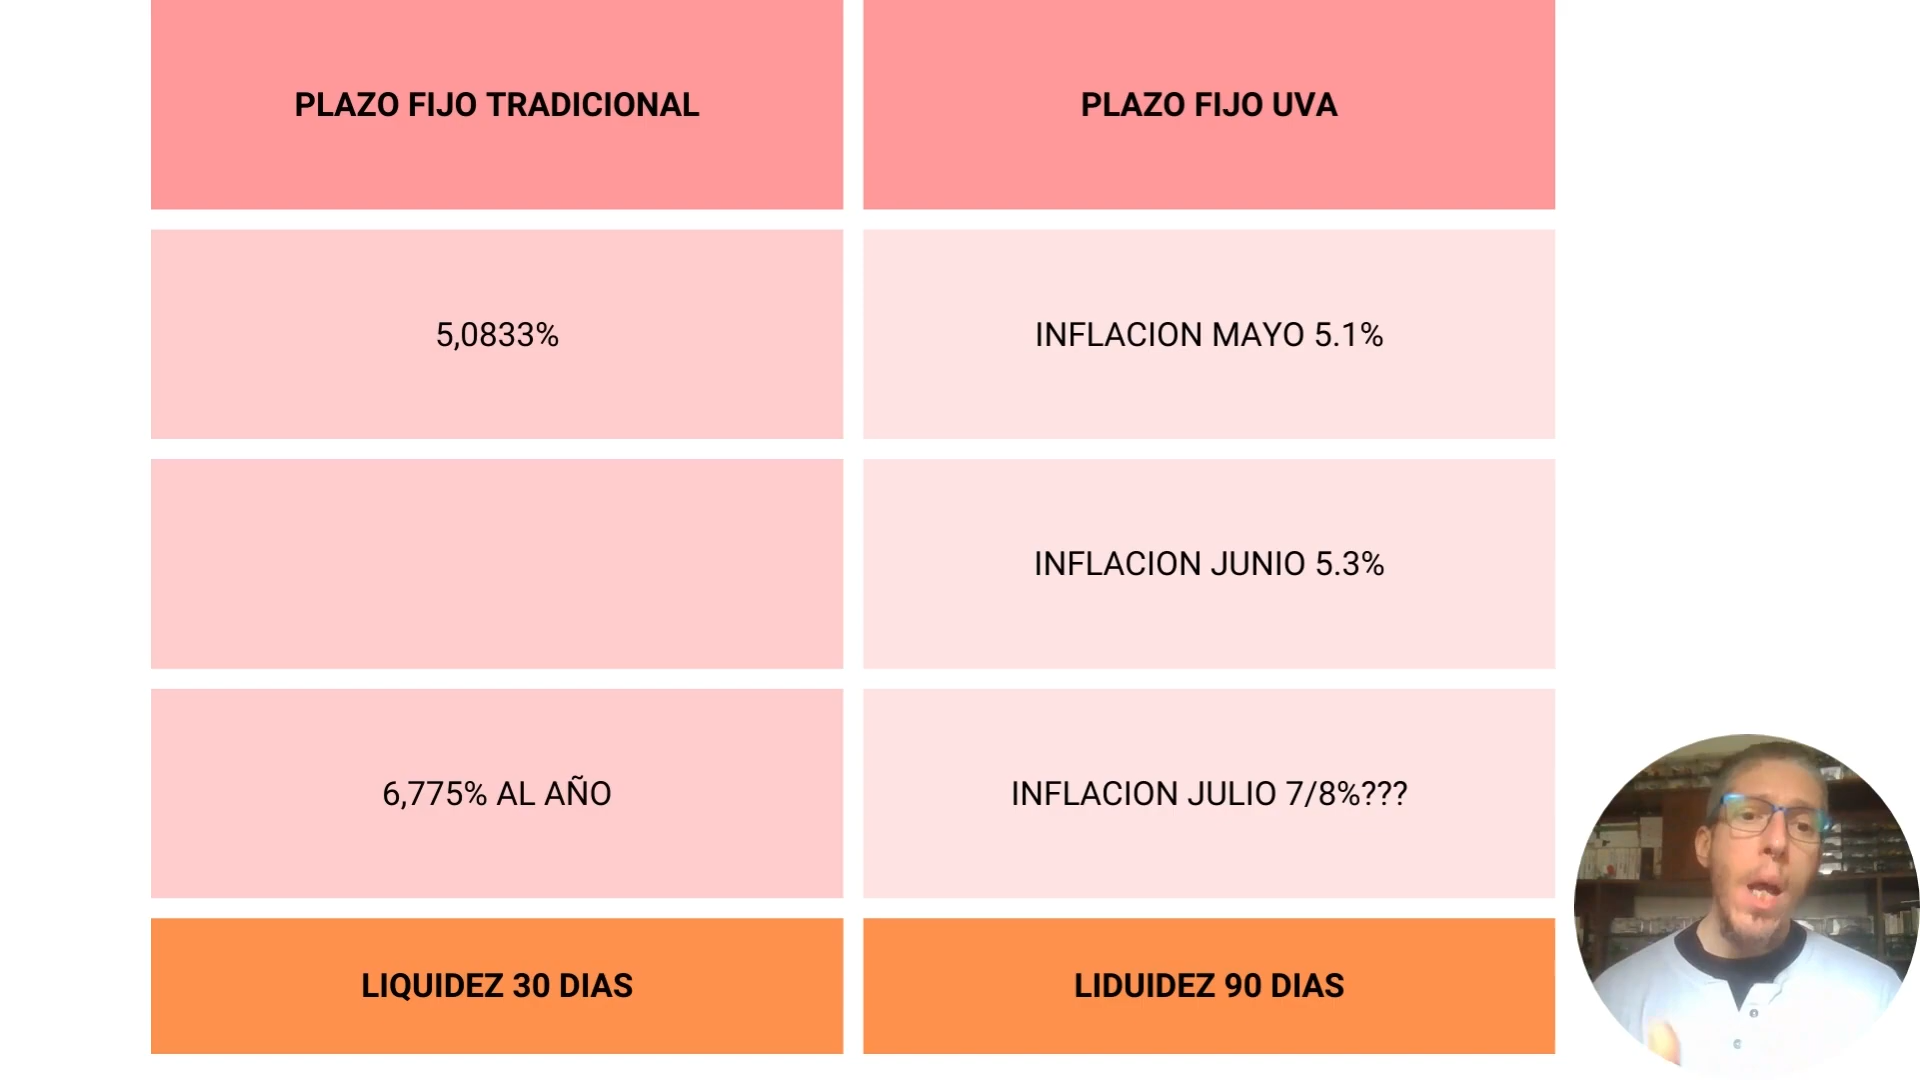 PLAZO FIJO TRADICIONAL
PLAZO FIJO UVA
5,0833%
INFLACION MAYO 5.1%
INFLACION JUNIO 5.3%
6,775% AL AÑO
INFLACION JULIO 7/8%???
LIQUIDEZ 30 DIAS
LIDUIDEZ 90 DIAS